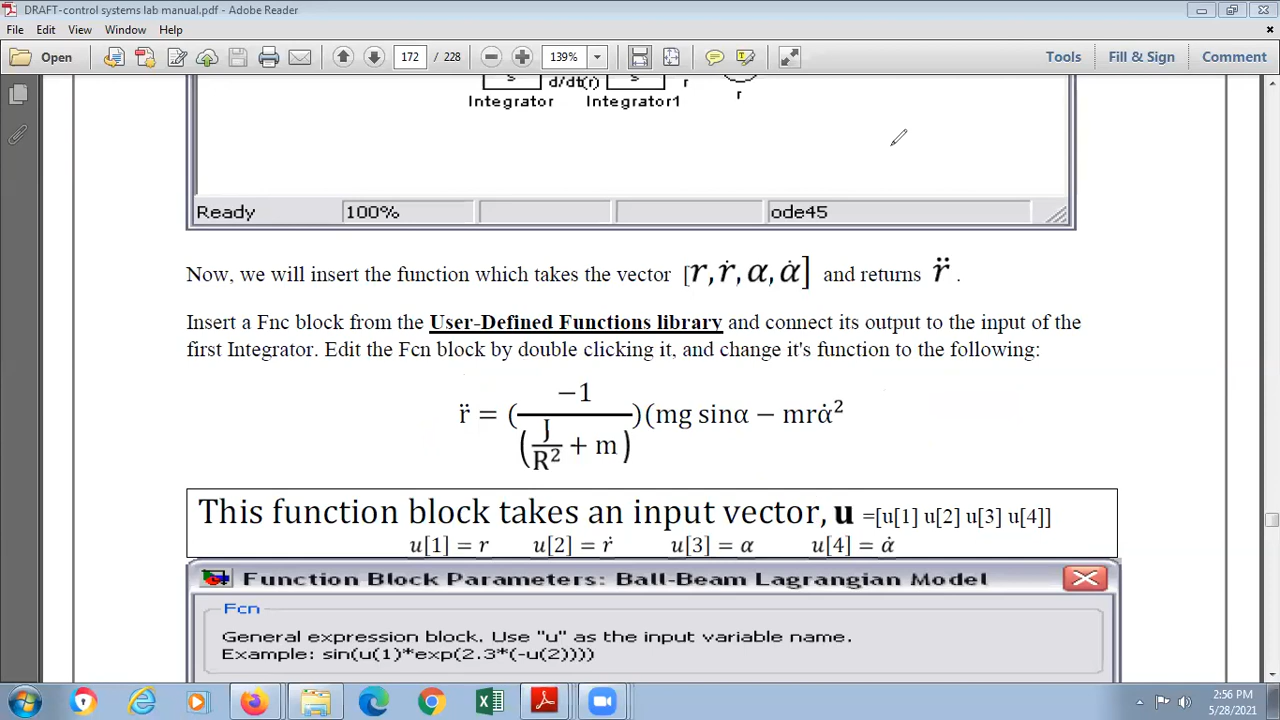 DRAFT-control systems lab manual.pdf - Adobe Reader
File Edit View Window Help
Open 172 / 228 139% Tools Fill & Sign Comment
s d/dt(r) s r
Integrator Integrator1 r
Ready 100% ode45
Now, we will insert the function which takes the vector [r, ṙ, α, α̇] and returns r̈ .
Insert a Fnc block from the User-Defined Functions library and connect its output to the input of the
first Integrator. Edit the Fcn block by double clicking it, and change it's function to the following:
r̈ = (−1/(J/R² + m))(mg sinα − mrα̇²
This function block takes an input vector, u =[u[1] u[2] u[3] u[4]]
u[1] = r u[2] = ṙ u[3] = α u[4] = α̇
Function Block Parameters: Ball-Beam Lagrangian Model
Fcn
General expression block. Use "u" as the input variable name.
Example: sin(u(1)*exp(2.3*(-u(2))))
2:56 PM
5/28/2021